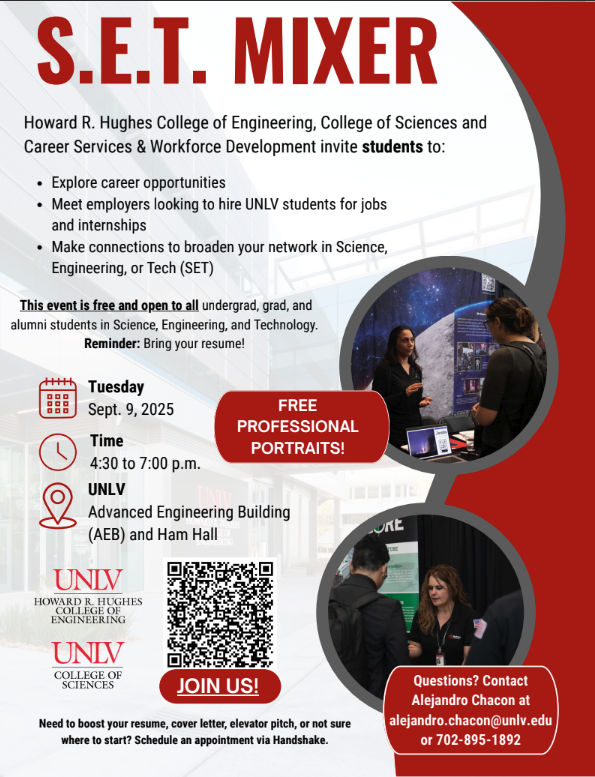 S.E.T. MIXER
Howard R. Hughes College of Engineering, College of Sciences and
Career Services & Workforce Development invite students to:
• Explore career opportunities
• Meet employers looking to hire UNLV students for jobs
and internships
• Make connections to broaden your network in Science,
Engineering, or Tech (SET)
This event is free and open to all undergrad, grad, and
alumni students in Science, Engineering, and Technology.
Reminder: Bring your resume!
Tuesday
Sept. 9, 2025
FREE
PROFESSIONAL
PORTRAITS!
Time
4:30 to 7:00 p.m.
UNLV
Advanced Engineering Building
(AEB) and Ham Hall
UNLV
HOWARD R. HUGHES
COLLEGE OF
ENGINEERING
UNLV
COLLEGE OF
SCIENCES
JOIN US!
Questions? Contact
Alejandro Chacon at
alejandro.chacon@unlv.edu
or 702-895-1892
Need to boost your resume, cover letter, elevator pitch, or not sure
where to start? Schedule an appointment via Handshake.